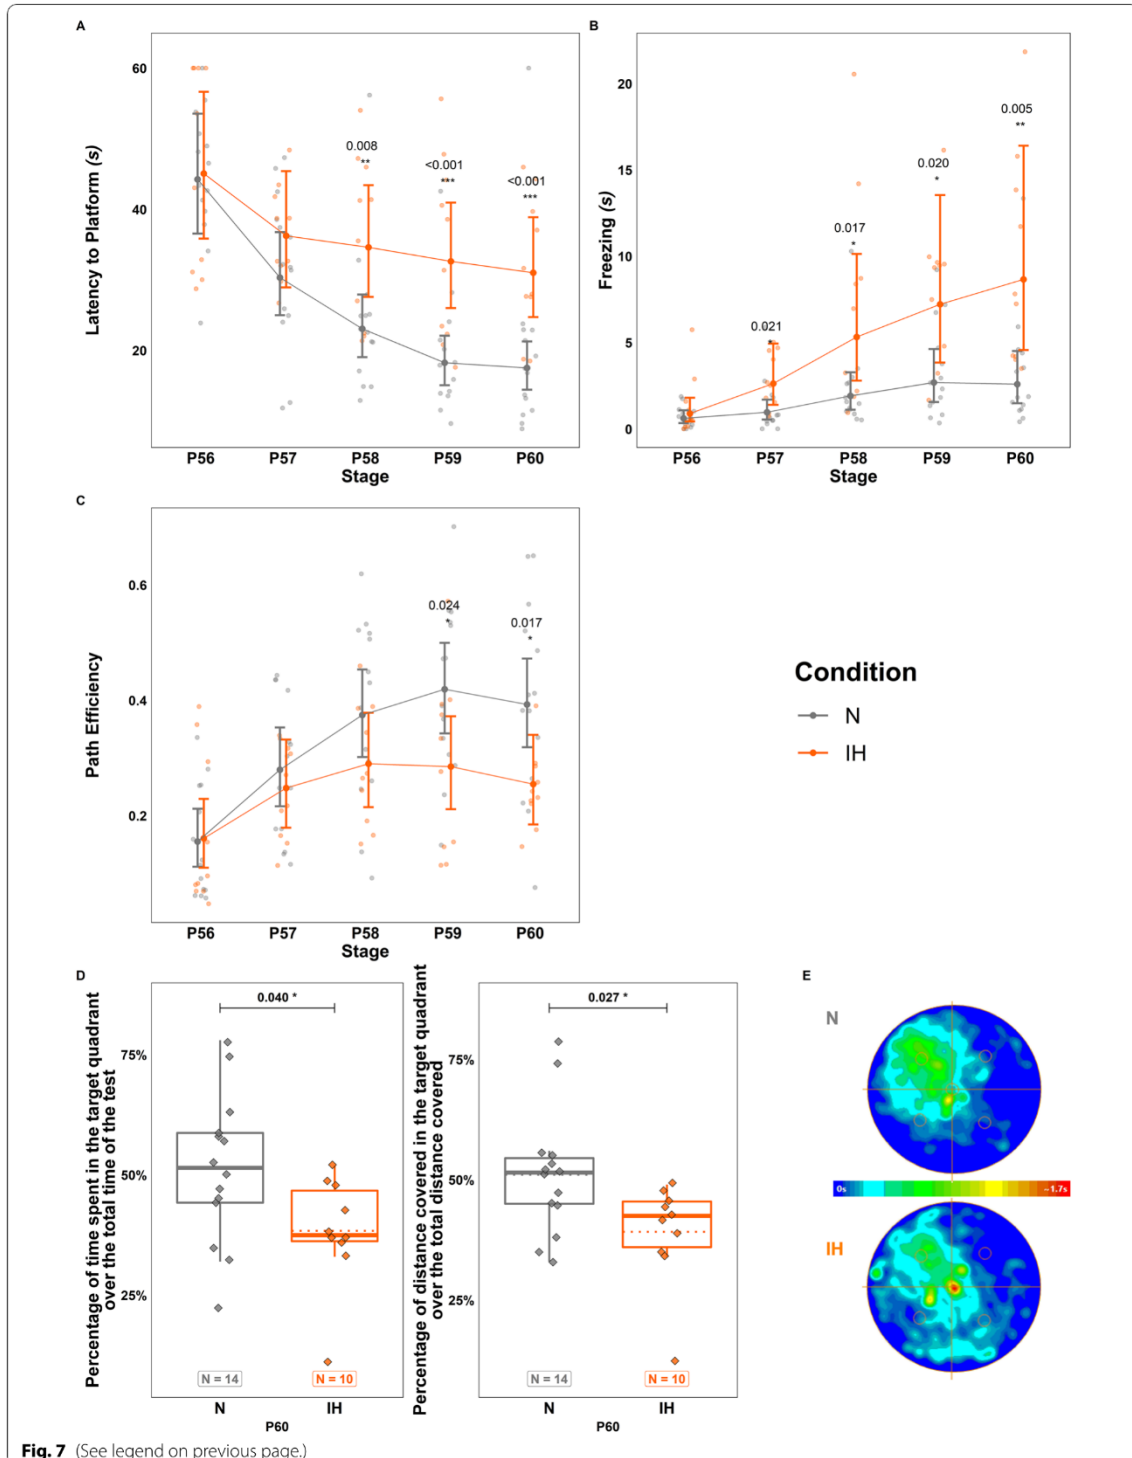 A
60
40
20
Latency to Platform (s)
0.008
**
<0.001
***
<0.001
***
P56 P57 P58 P59 P60
Stage
B
20
15
10
5
0
Freezing (s)
0.021
*
0.017
*
0.020
*
0.005
**
P56 P57 P58 P59 P60
Stage
C
0.6
0.4
0.2
Path Efficiency
0.024
*
0.017
*
P56 P57 P58 P59 P60
Stage
Condition
N
IH
D
Percentage of time spent in the target quadrant
over the total time of the test
75%
50%
25%
0.040 *
N = 14
N = 10
N IH
P60
Percentage of distance covered in the target quadrant
over the total distance covered
75%
50%
25%
0.027 *
N = 14
N = 10
N IH
P60
E
N
0s ~1.7s
IH
Fig. 7 (See legend on previous page.)